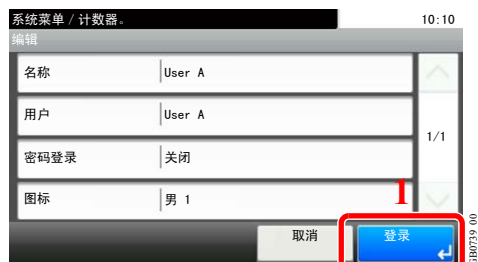 系统菜单 / 计数器。 10:10
编辑
名称 User A
用户 User A
1/1
密码登录 关闭
图标 男 1
1
取消 登录
GB0739_00